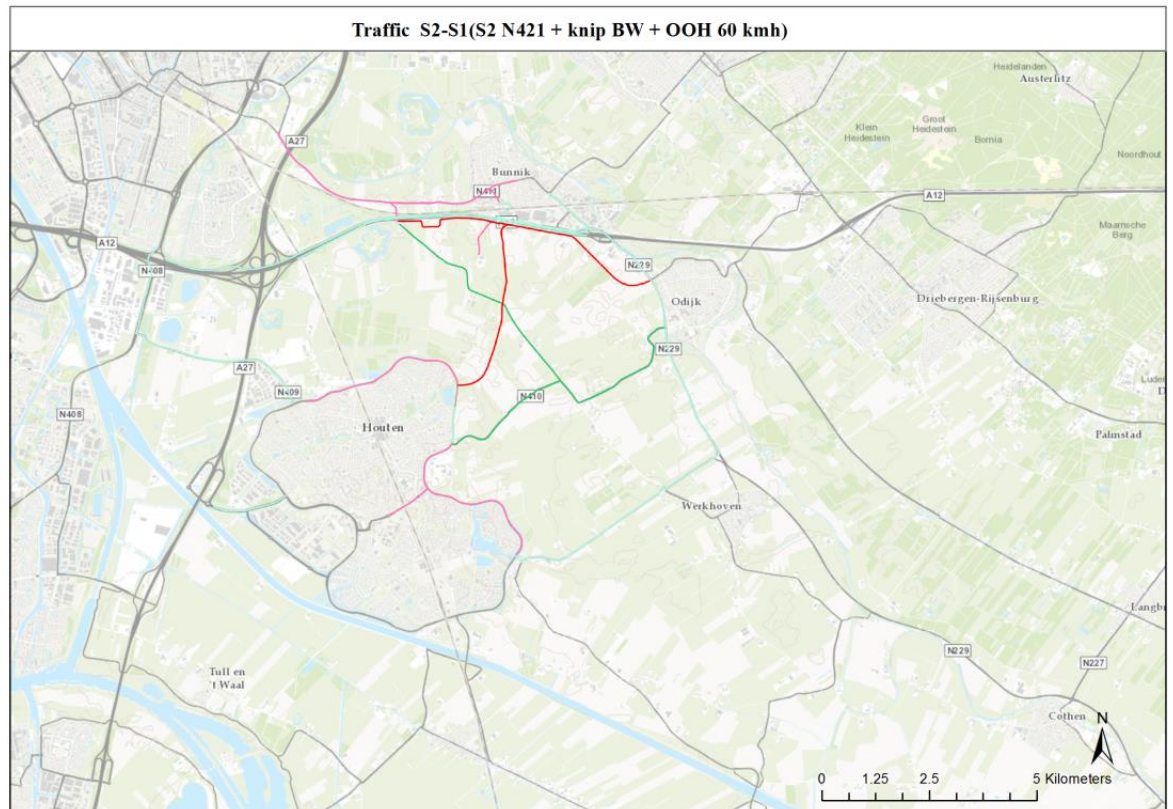 Traffic  S2-S1(S2 N421 + knip BW + OOH 60 kmh)
Heidelanden
Austerlitz
Groot
Heidestein
Klein
Heidestein
Bornia
Noordhout
A27
Bunnik
N411
A12
Maarnsche
Berg
A12
N408
N229
Odijk
Driebergen-Rijsenburg
N229
A27
N409
N410
N408
Houten
Palmstad
Werkhoven
N229
N227
Tull en
't Waal
Cothen
N
0 1.25 2.5 5 Kilometers